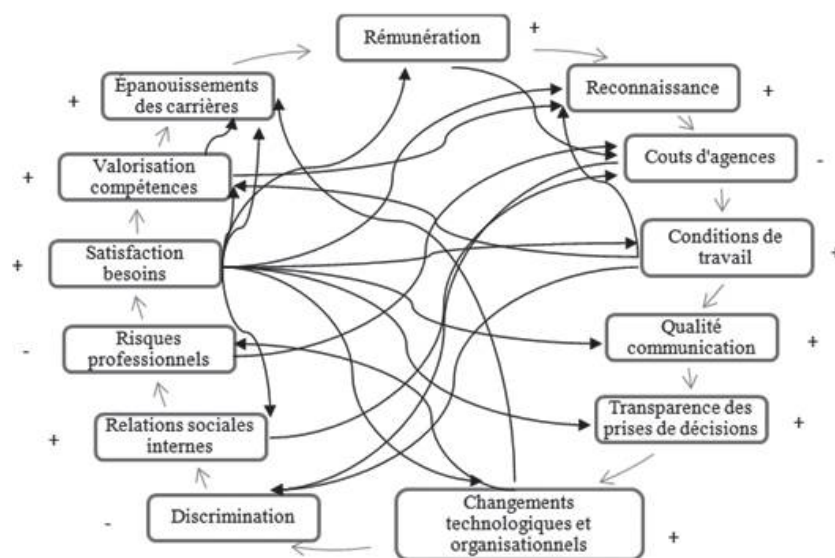 Rémunération
+
Reconnaissance
+
Couts d'agences
-
Conditions de
travail
+
Qualité
communication
+
Transparence des
prises de décisions
+
Changements
technologiques et
organisationnels
+
Discrimination
-
Relations sociales
internes
+
Risques
professionnels
-
Satisfaction
besoins
+
Valorisation
compétences
+
Épanouissements
des carrières
+